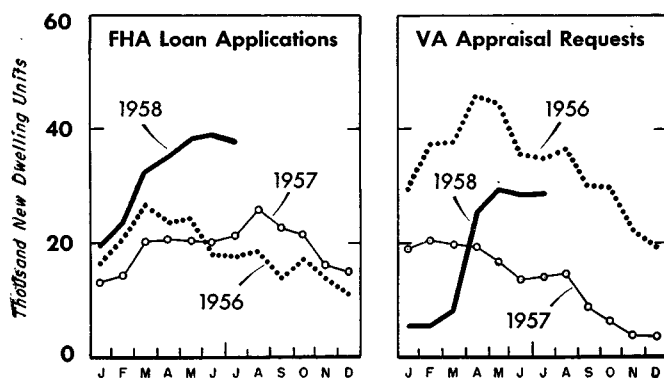 60
40
20
0
Thousand New Dwelling Units
FHA Loan Applications
1958
1957
1956
J F M A M J J A S O N D
VA Appraisal Requests
1956
1958
1957
J F M A M J J A S O N D